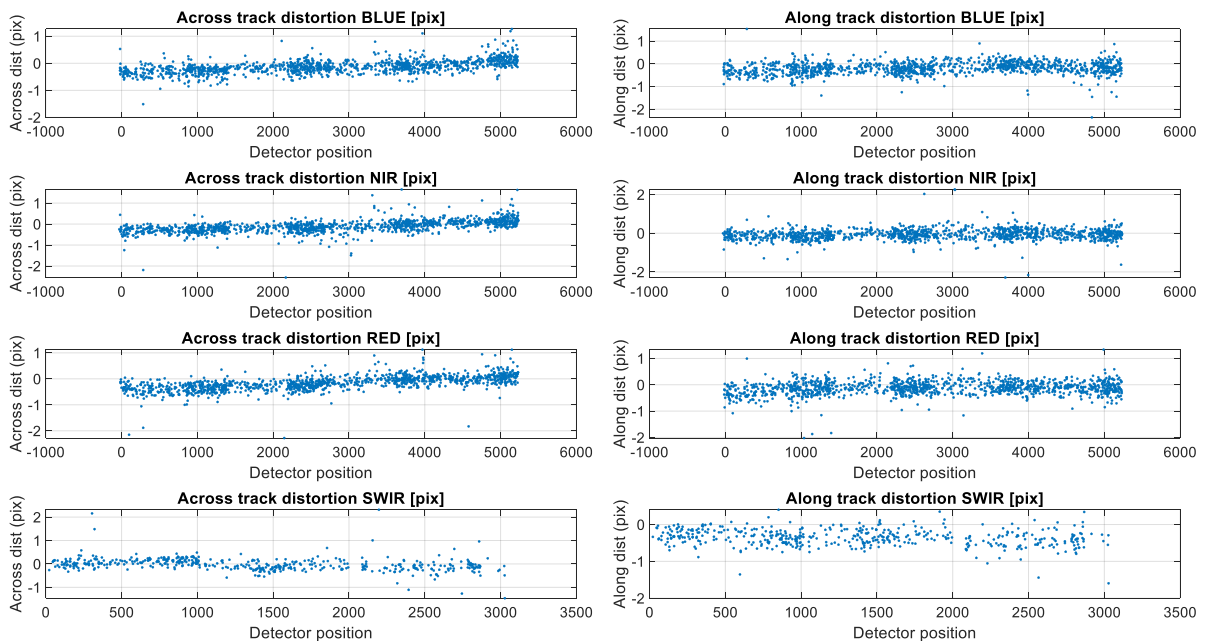 Across track distortion BLUE [pix]
Across dist (pix)
1
0
-1
-2
-1000 0 1000 2000 3000 4000 5000 6000
Detector position
Along track distortion BLUE [pix]
Along dist (pix)
1
0
-1
-2
-1000 0 1000 2000 3000 4000 5000 6000
Detector position
Across track distortion NIR [pix]
Across dist (pix)
1
0
-1
-2
-1000 0 1000 2000 3000 4000 5000 6000
Detector position
Along track distortion NIR [pix]
Along dist (pix)
2
0
-2
-1000 0 1000 2000 3000 4000 5000 6000
Detector position
Across track distortion RED [pix]
Across dist (pix)
1
0
-1
-2
-1000 0 1000 2000 3000 4000 5000 6000
Detector position
Along track distortion RED [pix]
Along dist (pix)
1
0
-1
-2
-1000 0 1000 2000 3000 4000 5000 6000
Detector position
Across track distortion SWIR [pix]
Across dist (pix)
2
1
0
-1
0 500 1000 1500 2000 2500 3000 3500
Detector position
Along track distortion SWIR [pix]
Along dist (pix)
0
-1
-2
0 500 1000 1500 2000 2500 3000 3500
Detector position